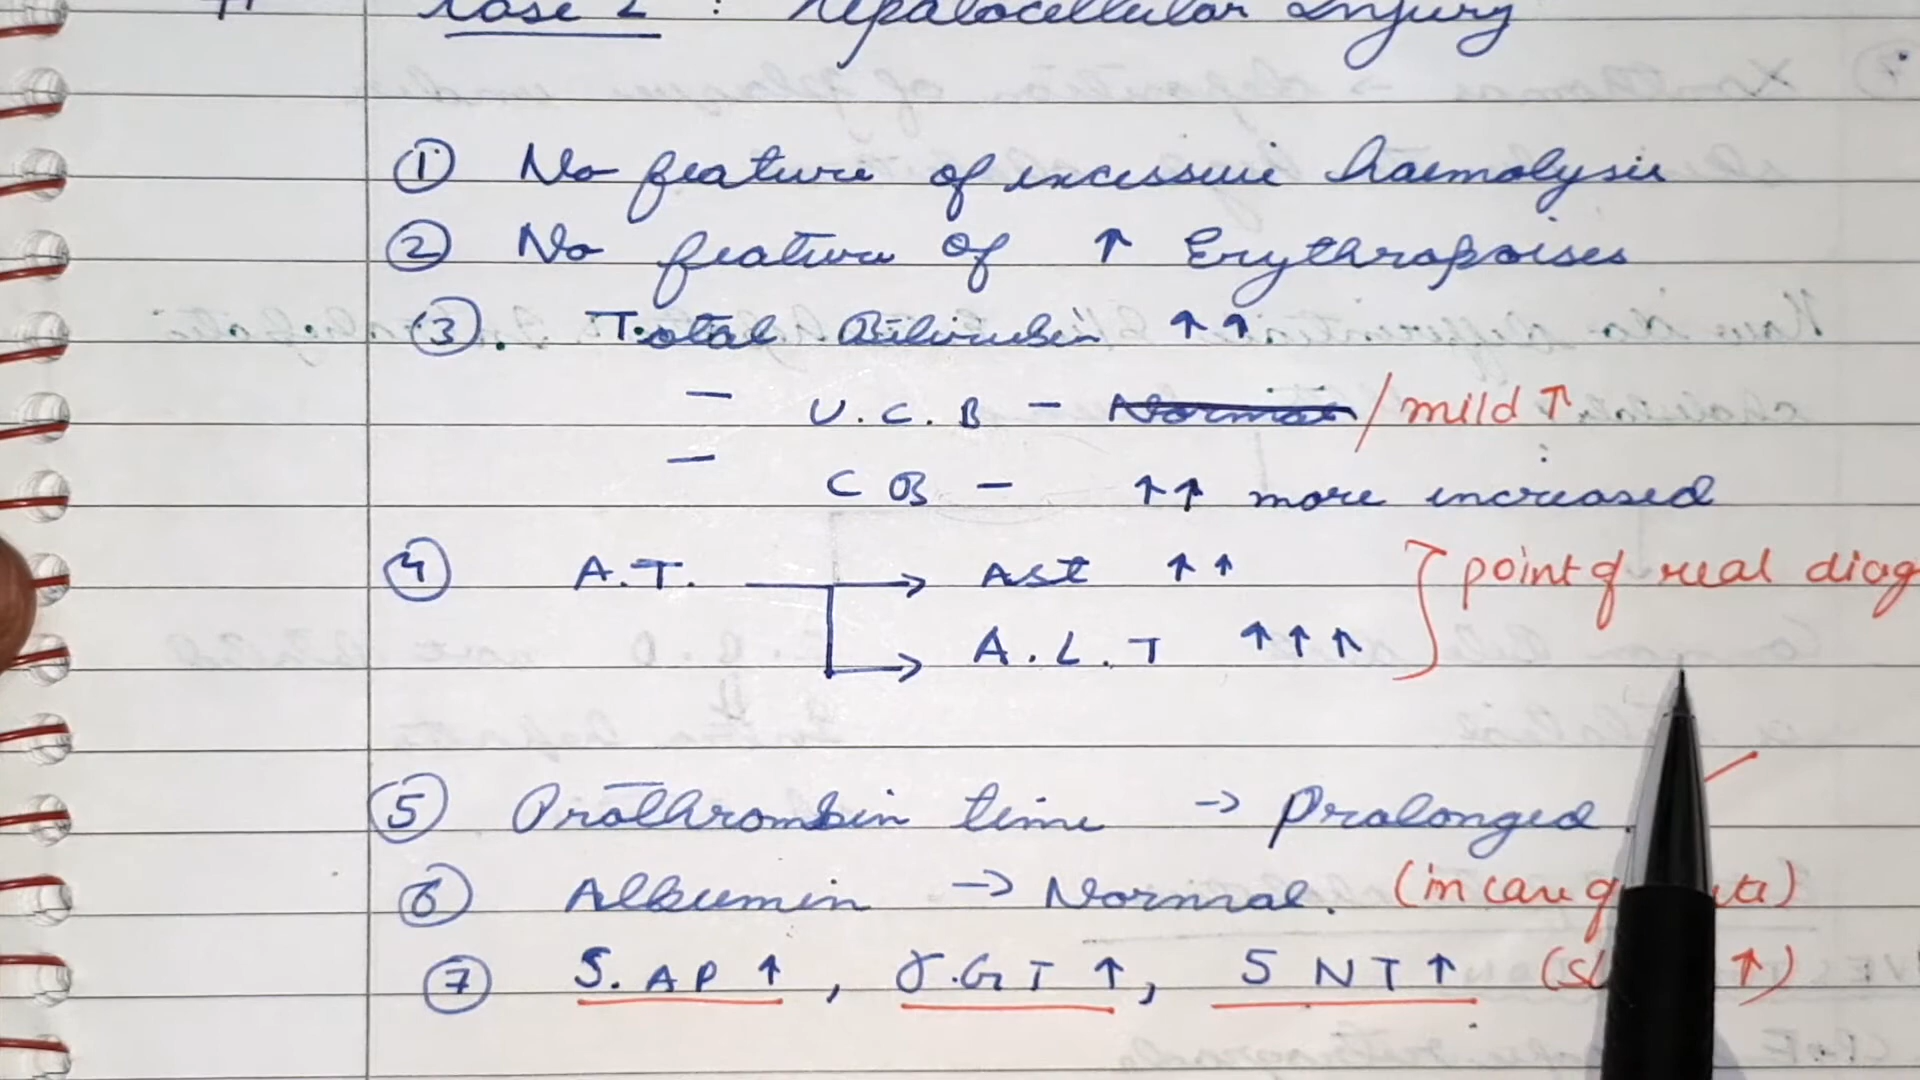 Case 2 : Hepatocellular Injury
① No feature of excessive haemolysis
② No feature of ↑ Erythropoises
③ Total Bilirubin ↑↑
— U.C.B — Normal / mild ↑
— CB — ↑↑ more increased
④ A.T. → Ast ↑↑ point of real diag
→ A.L.T ↑↑↑
⑤ Prothrombin time → Prolonged
⑥ Albumin → Normal. (in case of
⑦ S.AP ↑, γ.GT ↑, 5 NT ↑ ( ↑)